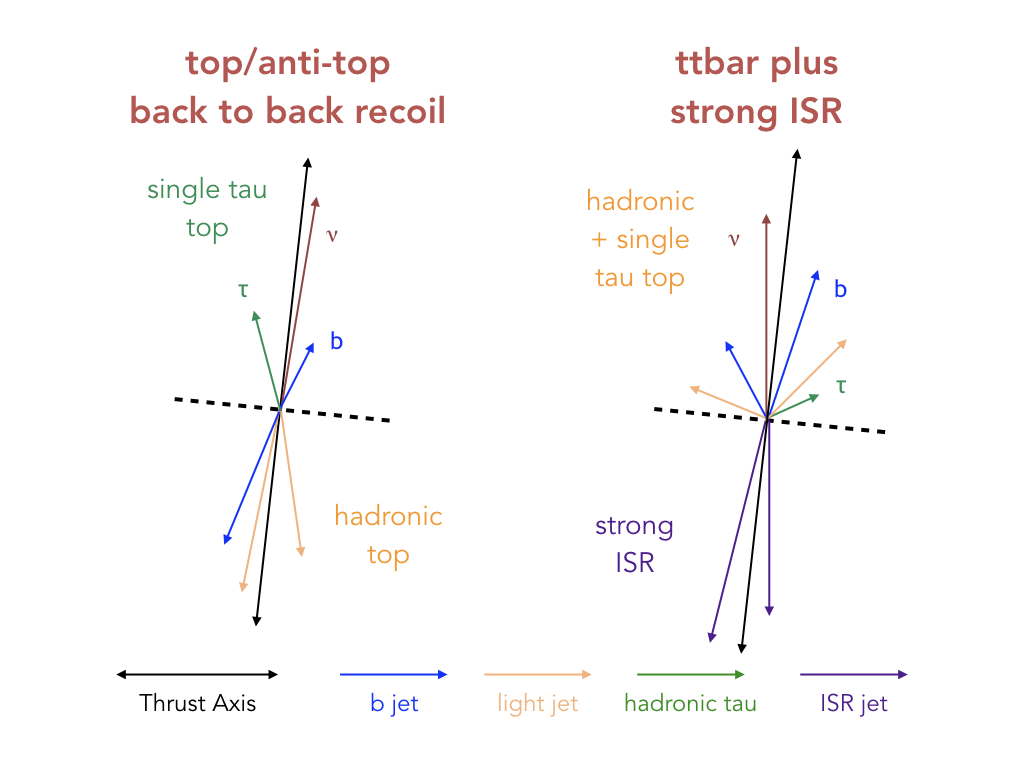 top/anti-top
back to back recoil
single tau
top
ν
τ
b
hadronic
top
ttbar plus
strong ISR
hadronic
+ single
tau top
ν
b
τ
strong
ISR
Thrust Axis
b jet
light jet
hadronic tau
ISR jet